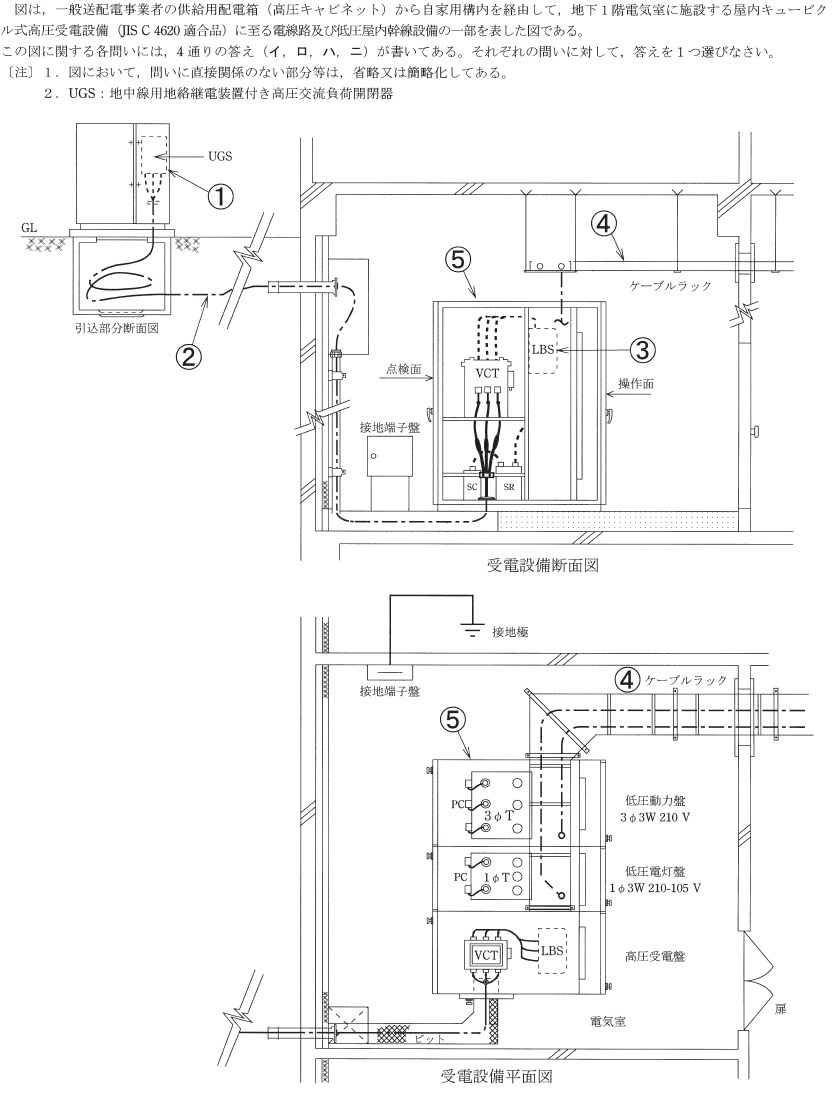 図は，一般送配電事業者の供給用配電箱（高圧キャビネット）から自家用構内を経由して，地下１階電気室に施設する屋内キュービク
ル式高圧受電設備（JIS C 4620 適合品）に至る電線路及び低圧屋内幹線設備の一部を表した図である。
この図に関する各問いには，４通りの答え（イ，ロ，ハ，ニ）が書いてある。それぞれの問いに対して，答えを１つ選びなさい。
〔注〕１．図において，問いに直接関係のない部分等は，省略又は簡略化してある。
２．UGS：地中線用地絡継電装置付き高圧交流負荷開閉器
UGS
①
GL
引込部分断面図
②
④
ケーブルラック
⑤
LBS
③
VCT
点検面
操作面
接地端子盤
SC
SR
受電設備断面図
接地極
接地端子盤
④ ケーブルラック
⑤
PC
3φT
低圧動力盤
3φ3W 210 V
PC
1φT
低圧電灯盤
1φ3W 210-105 V
VCT
LBS
高圧受電盤
扉
電気室
ピット
受電設備平面図